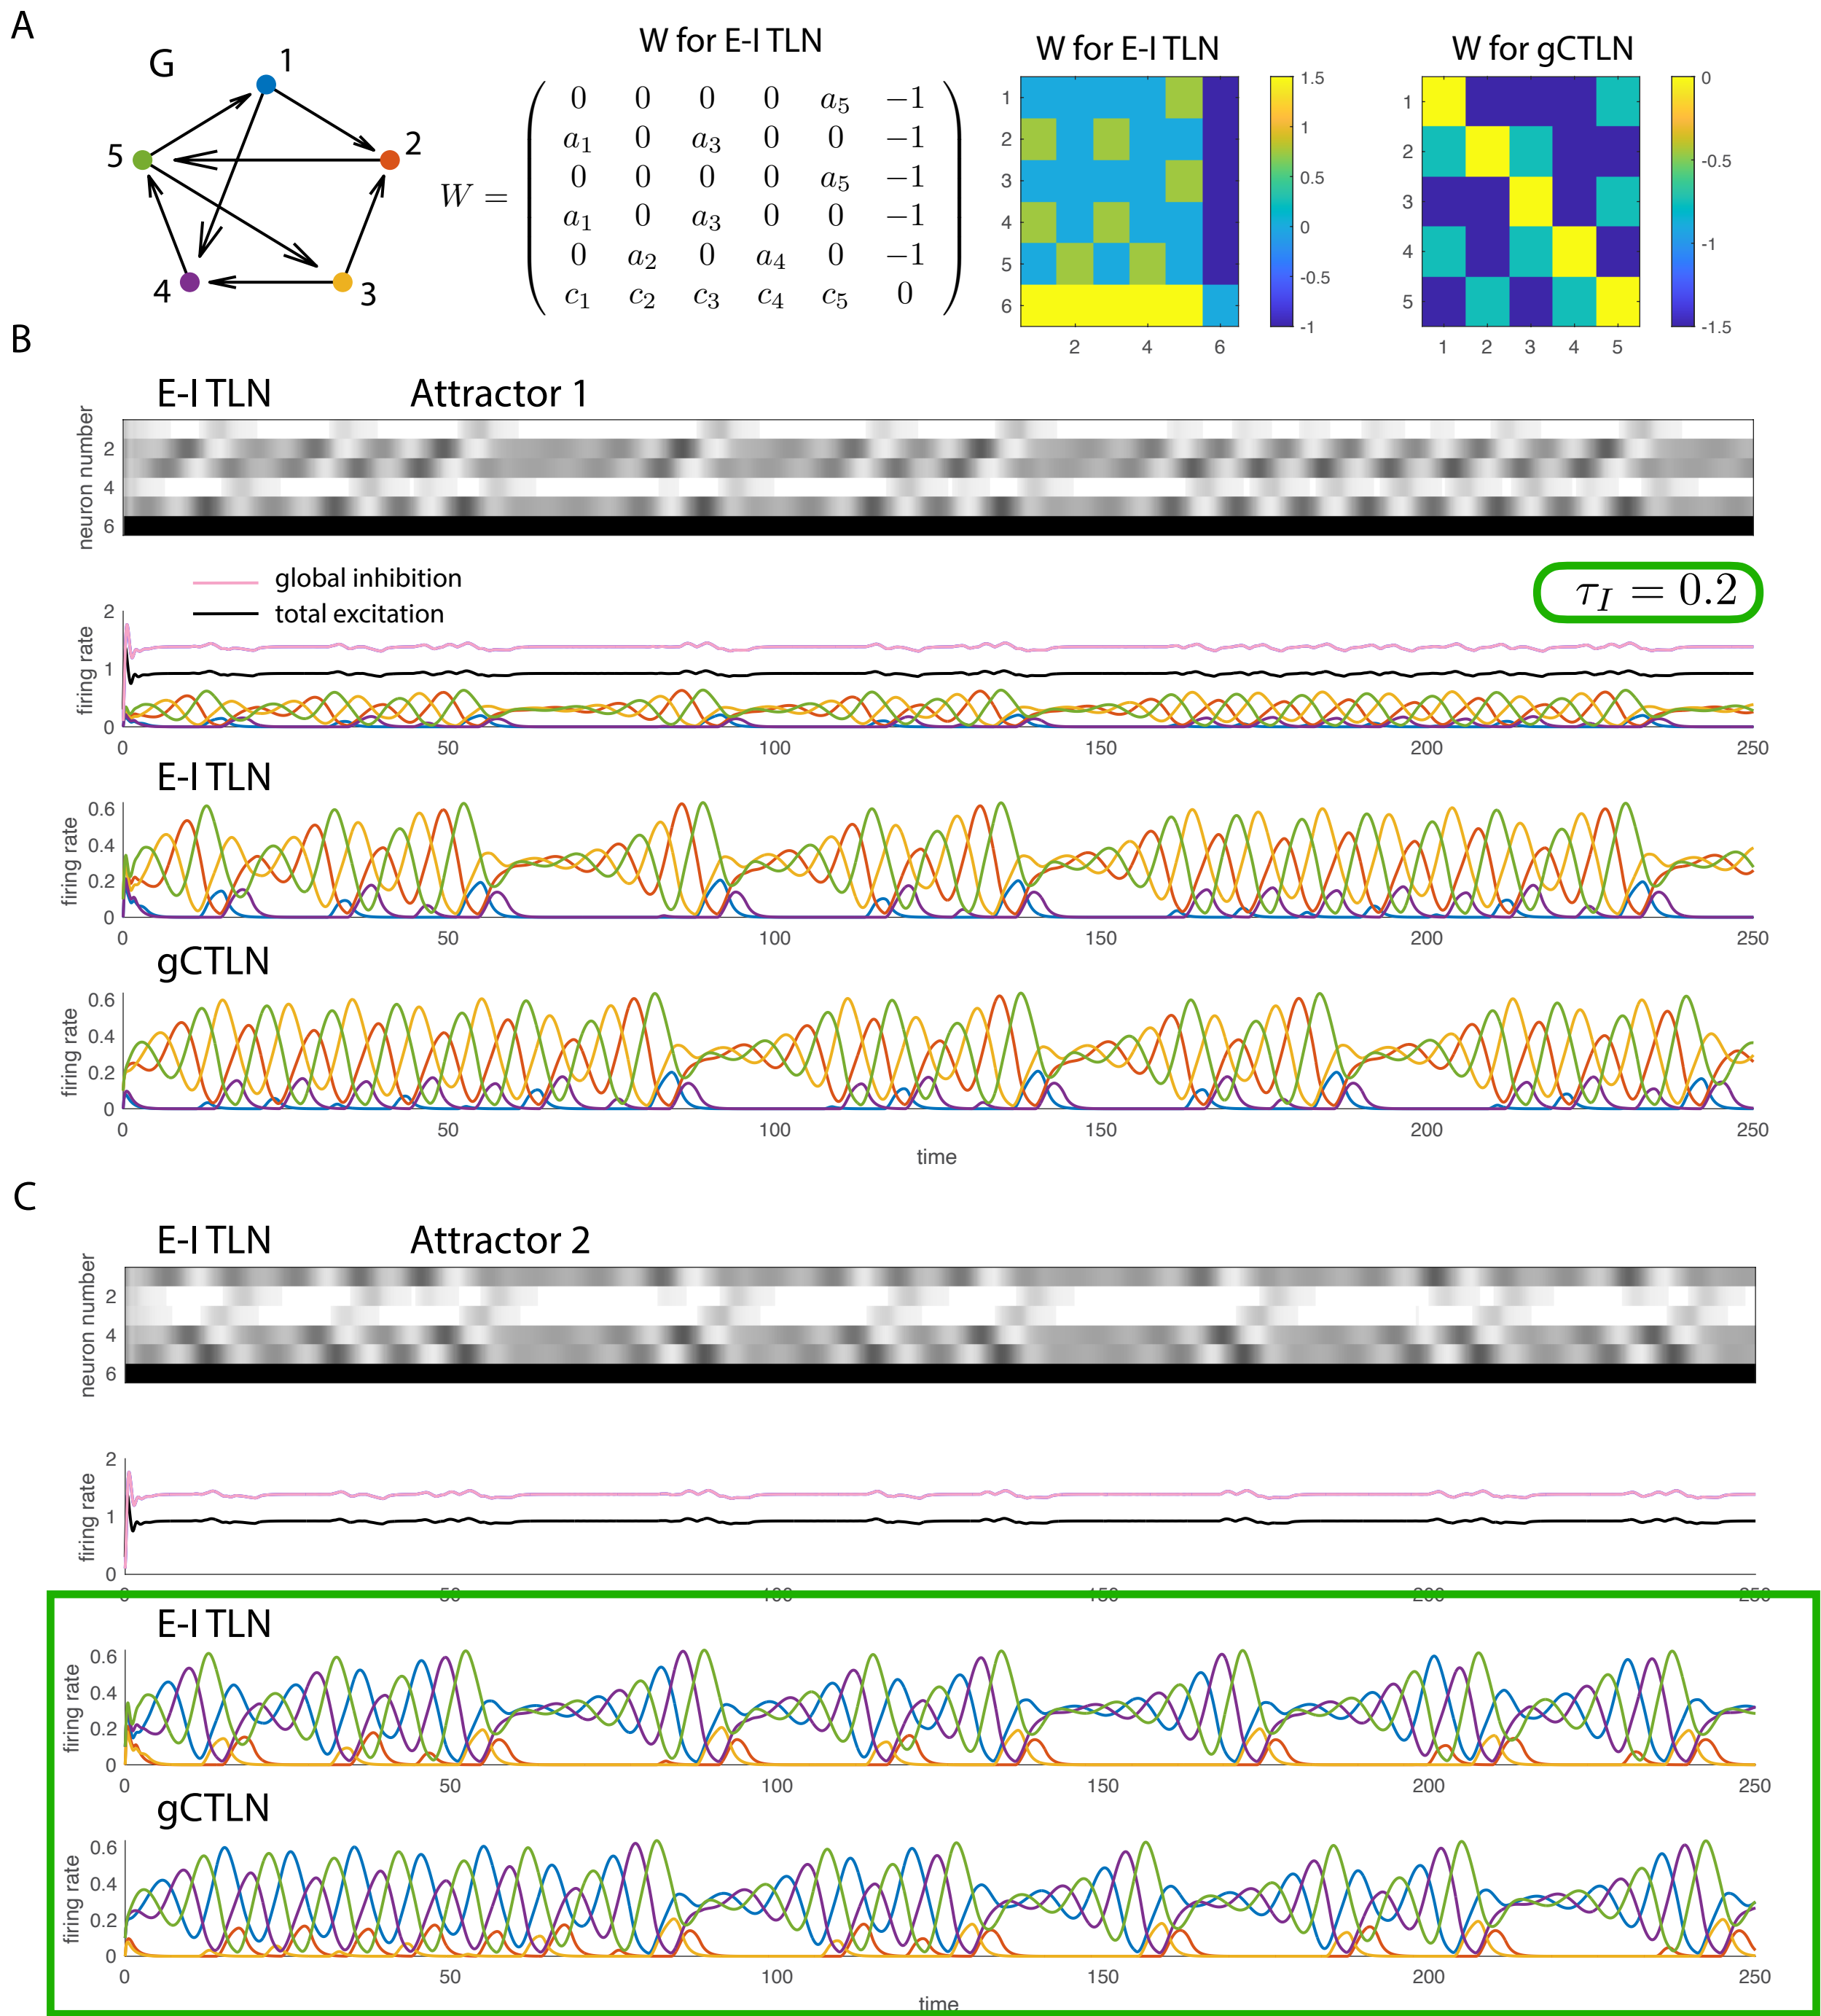 A
G
1
2
3
4
5
W for E-I TLN
W =
0 0 0 0 a₅ −1
a₁ 0 a₃ 0 0 −1
0 0 0 0 a₅ −1
a₁ 0 a₃ 0 0 −1
0 a₂ 0 a₄ 0 −1
c₁ c₂ c₃ c₄ c₅ 0
W for E-I TLN
1
2
3
4
5
6
2 4 6
1.5
1
0.5
0
-0.5
-1
W for gCTLN
1
2
3
4
5
1 2 3 4 5
0
-0.5
-1
-1.5
B
E-I TLN Attractor 1
neuron number
2
4
6
global inhibition
total excitation
τ_I = 0.2
firing rate
2
1
0
0 50 100 150 200 250
E-I TLN
firing rate
0.6
0.4
0.2
0
0 50 100 150 200 250
gCTLN
firing rate
0.6
0.4
0.2
0
0 50 100 150 200 250
time
C
E-I TLN Attractor 2
neuron number
2
4
6
firing rate
2
1
0
0 50 100 150 200 250
E-I TLN
firing rate
0.6
0.4
0.2
0
0 50 100 150 200 250
gCTLN
firing rate
0.6
0.4
0.2
0
0 50 100 150 200 250
time